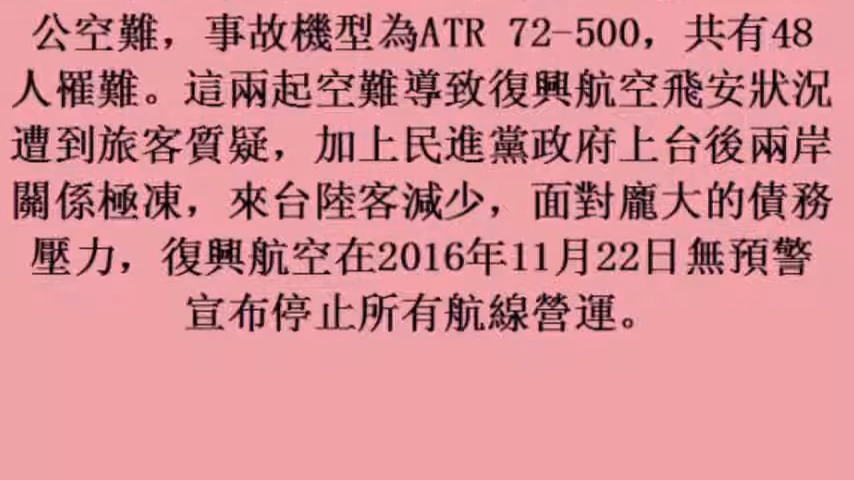 公空難，事故機型為ATR 72-500，共有48
人罹難。這兩起空難導致復興航空飛安狀況
遭到旅客質疑，加上民進黨政府上台後兩岸
關係極凍，來台陸客減少，面對龐大的債務
壓力，復興航空在2016年11月22日無預警
宣布停止所有航線營運。